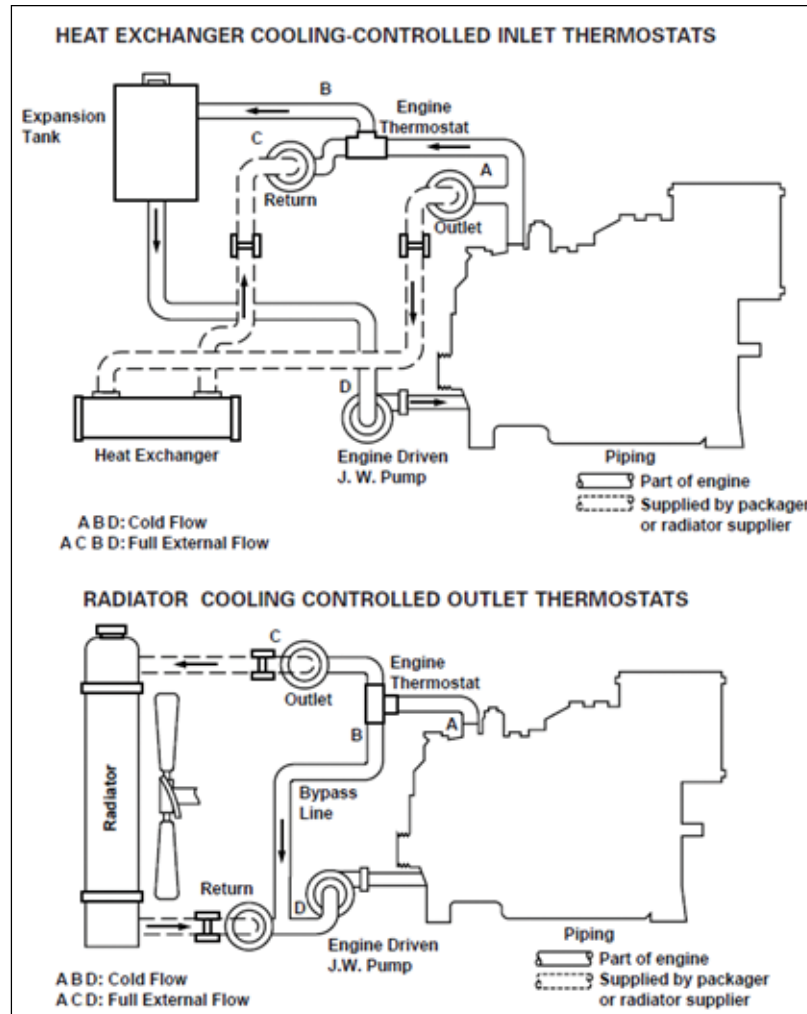 HEAT EXCHANGER COOLING-CONTROLLED INLET THERMOSTATS
B
Expansion
Tank
Engine
Thermostat
C
A
Return
Outlet
D
Heat Exchanger
Engine Driven
J. W. Pump
Piping
Part of engine
Supplied by packager
or radiator supplier
A B D: Cold Flow
A C B D: Full External Flow
RADIATOR COOLING CONTROLLED OUTLET THERMOSTATS
C
Engine
Thermostat
Outlet
A
B
Radiator
Bypass
Line
Return
D
Engine Driven
J.W. Pump
Piping
Part of engine
Supplied by packager
or radiator supplier
A B D: Cold Flow
A C D: Full External Flow